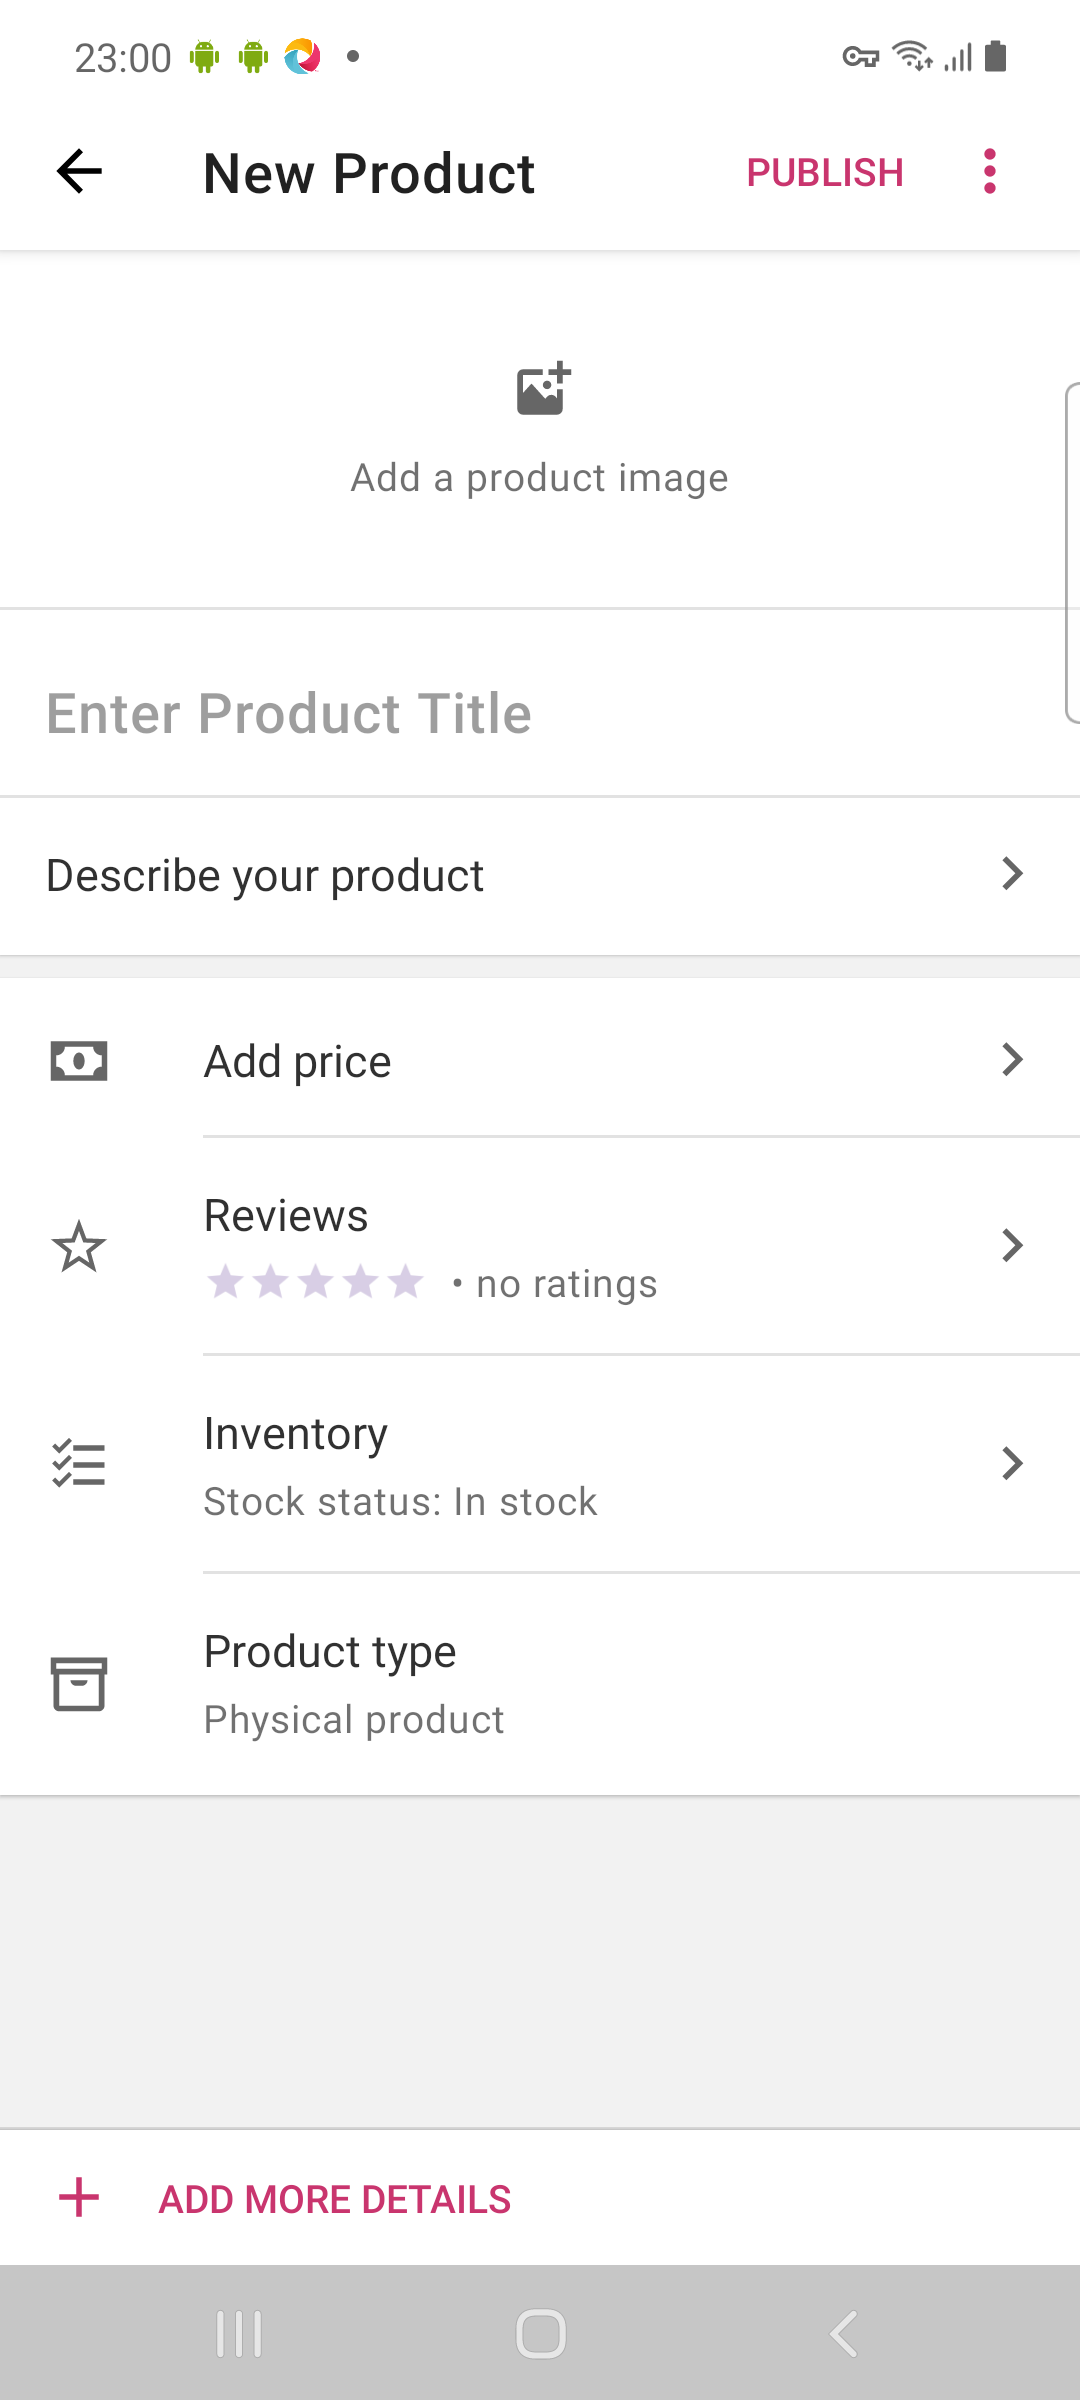 23:00
New Product
PUBLISH
Add a product image
Enter Product Title
Describe your product
Add price
Reviews
• no ratings
Inventory
Stock status: In stock
Product type
Physical product
ADD MORE DETAILS